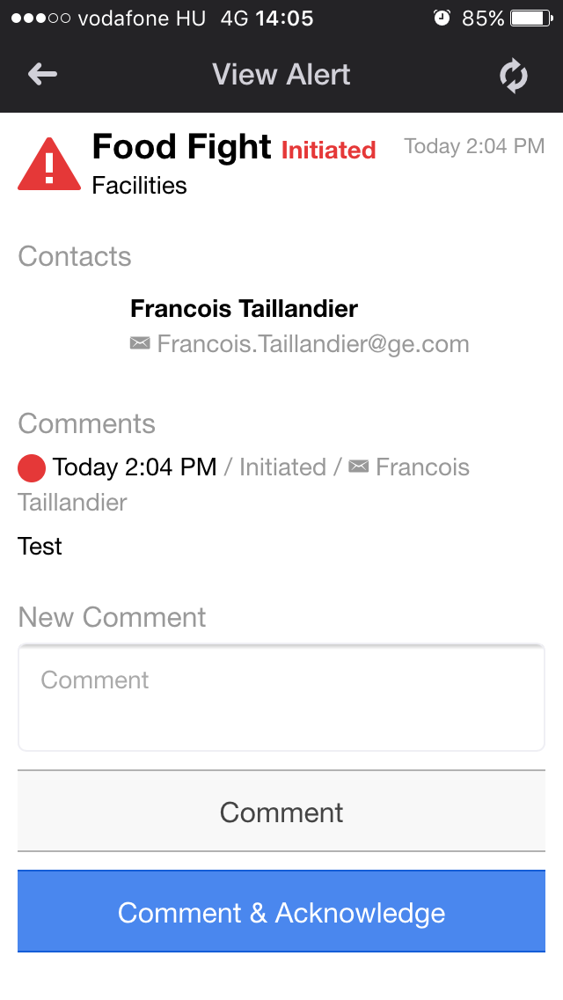 vodafone HU 4G 14:05 85%
View Alert
Food Fight Initiated Today 2:04 PM
Facilities
Contacts
Francois Taillandier
Francois.Taillandier@ge.com
Comments
Today 2:04 PM / Initiated / Francois
Taillandier
Test
New Comment
Comment
Comment
Comment & Acknowledge